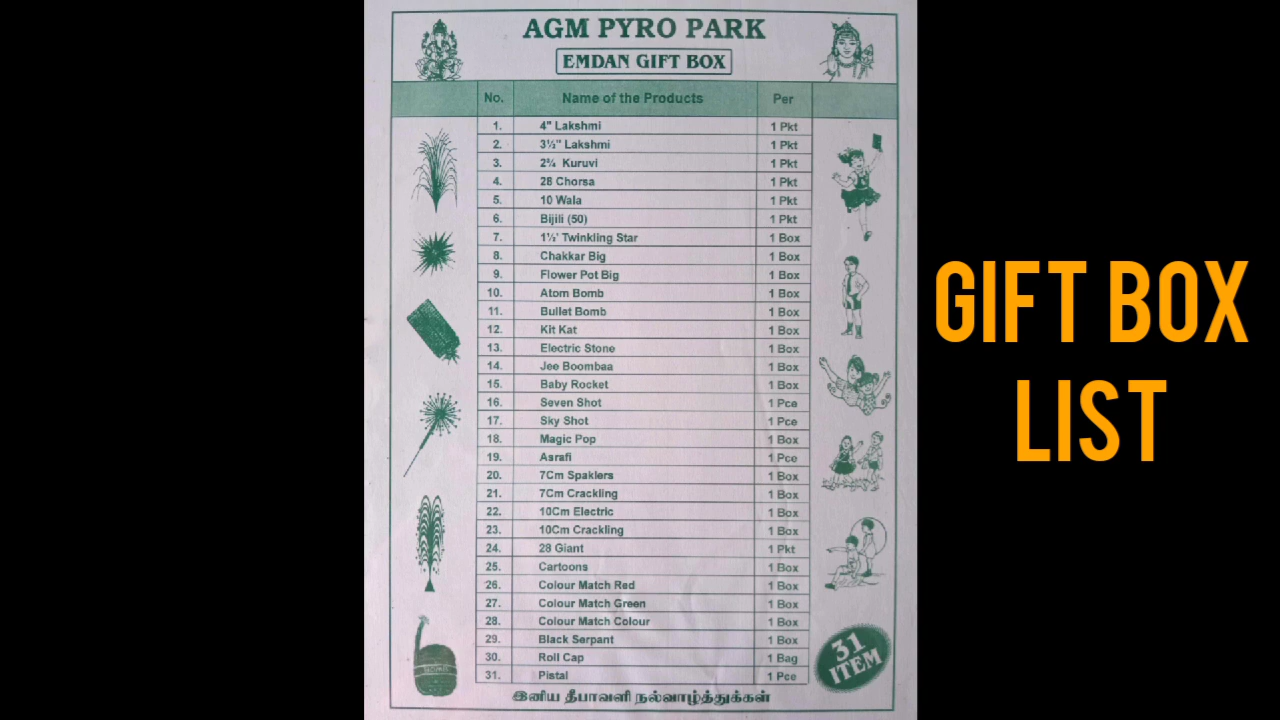 AGM PYRO PARK
EMDAN GIFT BOX
No. Name of the Products Per
1. 4" Lakshmi 1 Pkt
2. 3½" Lakshmi 1 Pkt
3. 2¾ Kuruvi 1 Pkt
4. 28 Chorsa 1 Pkt
5. 10 Wala 1 Pkt
6. Bijili (50) 1 Pkt
7. 1½' Twinkling Star 1 Box
8. Chakkar Big 1 Box
9. Flower Pot Big 1 Box
10. Atom Bomb 1 Box
11. Bullet Bomb 1 Box
12. Kit Kat 1 Box
13. Electric Stone 1 Box
14. Jee Boombaa 1 Box
15. Baby Rocket 1 Box
16. Seven Shot 1 Pce
17. Sky Shot 1 Pce
18. Magic Pop 1 Box
19. Asrafi 1 Pce
20. 7Cm Spaklers 1 Box
21. 7Cm Crackling 1 Box
22. 10Cm Electric 1 Box
23. 10Cm Crackling 1 Box
24. 28 Giant 1 Pkt
25. Cartoons 1 Box
26. Colour Match Red 1 Box
27. Colour Match Green 1 Box
28. Colour Match Colour 1 Box
29. Black Serpant 1 Box
30. Roll Cap 1 Bag
31. Pistal 1 Pce
31
ITEM
இனிய தீபாவளி நல்வாழ்த்துக்கள்
GIFT BOX
LIST